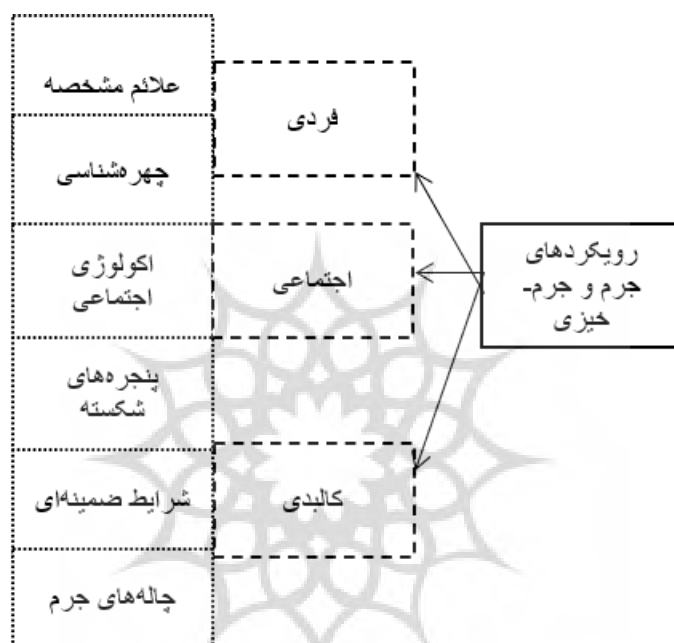 رویکردهای
جرم و جرم-
خیزی
فردی
اجتماعی
کالبدی
علائم مشخصه
چهره‌شناسی
اکولوژی
اجتماعی
پنجره‌های
شکسته
شرایط ضمینه‌ای
چاله‌های جرم